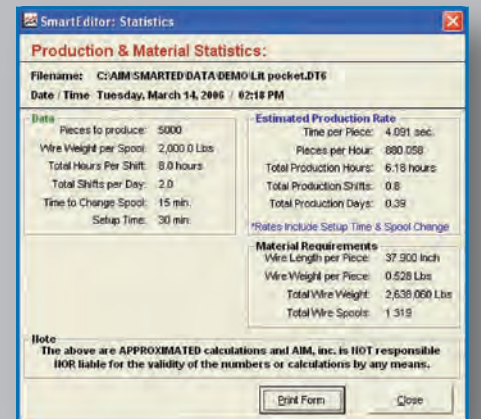 SmartEditor: Statistics
Production & Material Statistics:
Filename: C:\AIM\SMARTED\DATA\DEMO\Lit pocket.DT6
Date / Time Tuesday, March 14, 2006 / 02:18 PM
Data
Pieces to produce: 5000
Wire Weight per Spool: 2,000.0 Lbs
Total Hours Per Shift: 8.0 hours
Total Shifts per Day: 2.0
Time to Change Spool: 15 min.
Setup Time: 30 min.
Estimated Production Rate
Time per Piece: 4.091 sec.
Pieces per Hour: 880.058
Total Production Hours: 6.18 hours
Total Production Shifts: 0.8
Total Production Days: 0.39
*Rates Include Setup Time & Spool Change
Material Requirements
Wire Length per Piece: 37.900 Inch
Wire Weight per Piece: 0.528 Lbs
Total Wire Weight: 2,638.060 Lbs
Total Wire Spools: 1.319
Note
The above are APPROXIMATED calculations and AIM, inc. is NOT responsible
NOR liable for the validity of the numbers or calculations by any means.
Print Form
Close